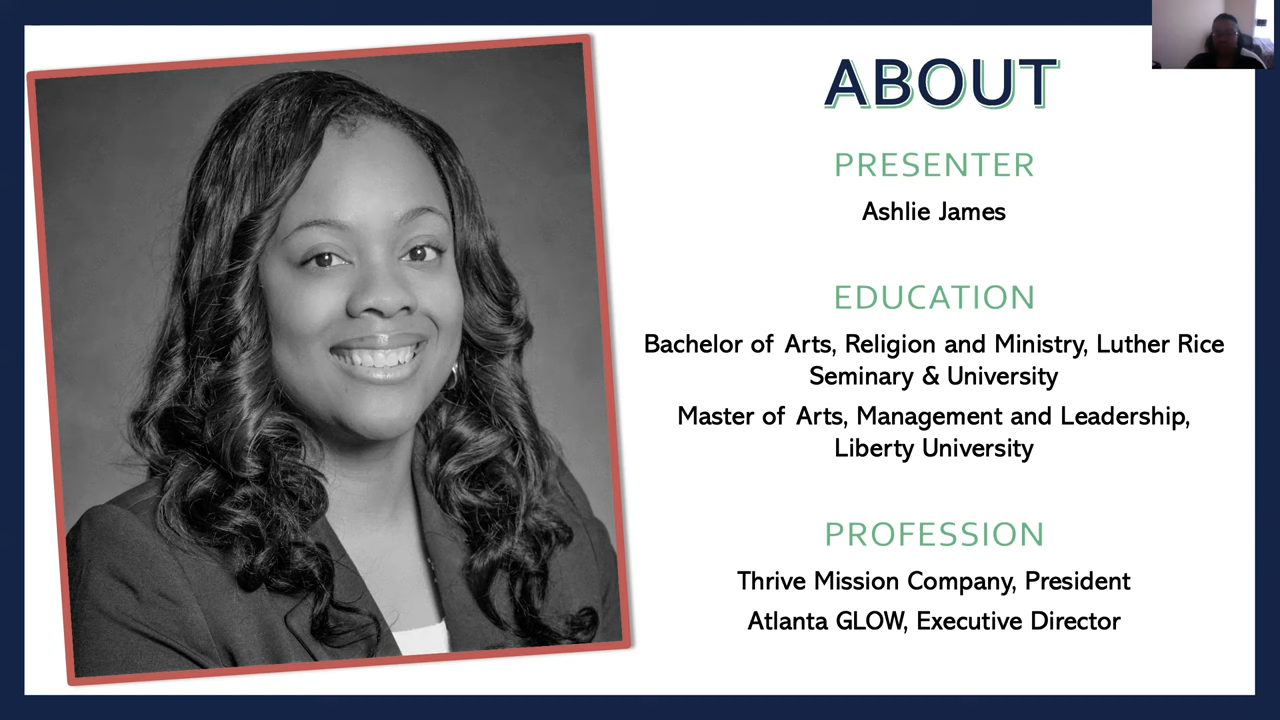 ABOUT
PRESENTER
Ashlie James
EDUCATION
Bachelor of Arts, Religion and Ministry, Luther Rice
Seminary & University
Master of Arts, Management and Leadership,
Liberty University
PROFESSION
Thrive Mission Company, President
Atlanta GLOW, Executive Director